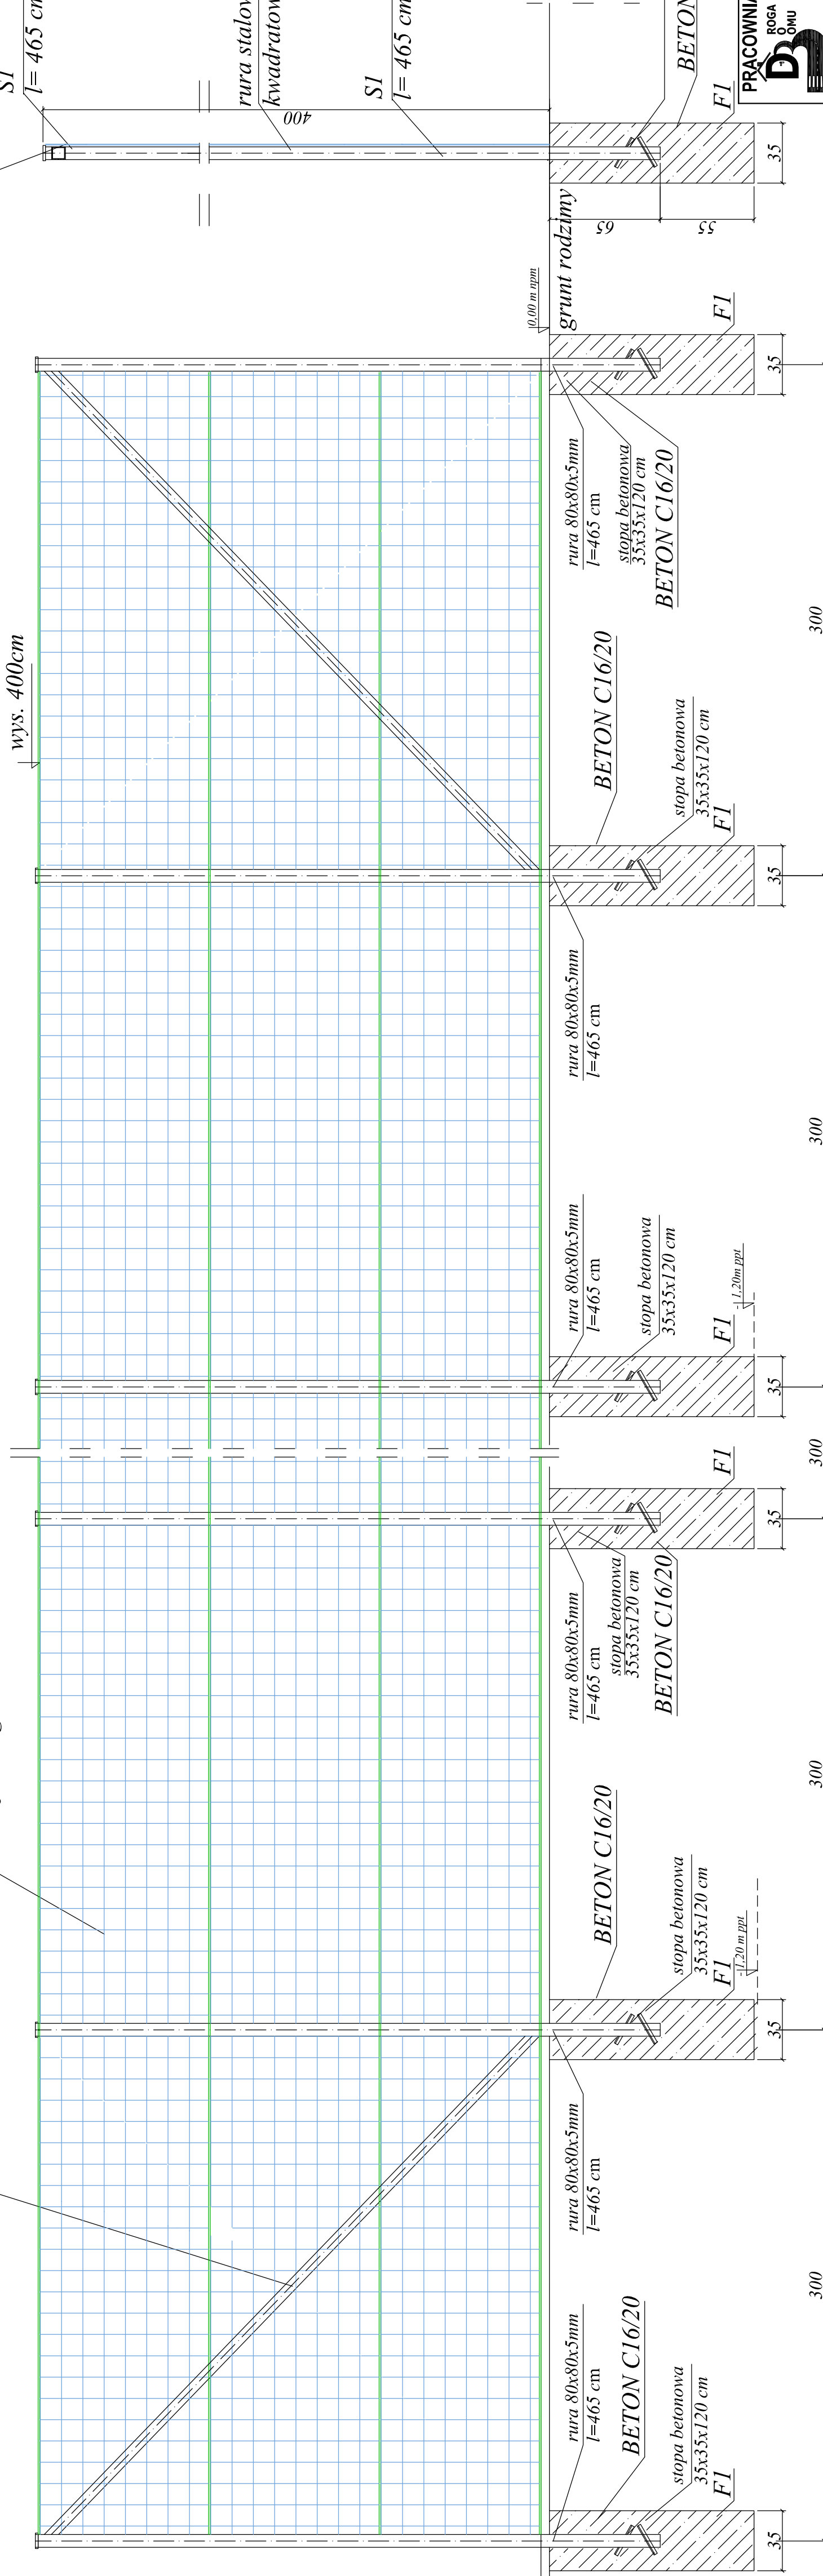 S1
l= 465 cm
rura stalow
kwadratow
S1
l= 465 cm
400
BETON
F1
PRACOWNIA
D
ROGA
O
OMU
35
65
55
grunt rodzimy
0,00 m npm
F1
35
wys. 400cm
rura 80x80x5mm
l=465 cm
stopa betonowa
35x35x120 cm
BETON C16/20
300
BETON C16/20
stopa betonowa
35x35x120 cm
F1
35
rura 80x80x5mm
l=465 cm
300
rura 80x80x5mm
l=465 cm
stopa betonowa
35x35x120 cm
-1,20m ppt
F1
35
300
F1
35
rura 80x80x5mm
l=465 cm
stopa betonowa
35x35x120 cm
BETON C16/20
300
BETON C16/20
stopa betonowa
35x35x120 cm
F1
-1,20 m ppt
35
rura 80x80x5mm
l=465 cm
300
rura 80x80x5mm
l=465 cm
BETON C16/20
stopa betonowa
35x35x120 cm
F1
35